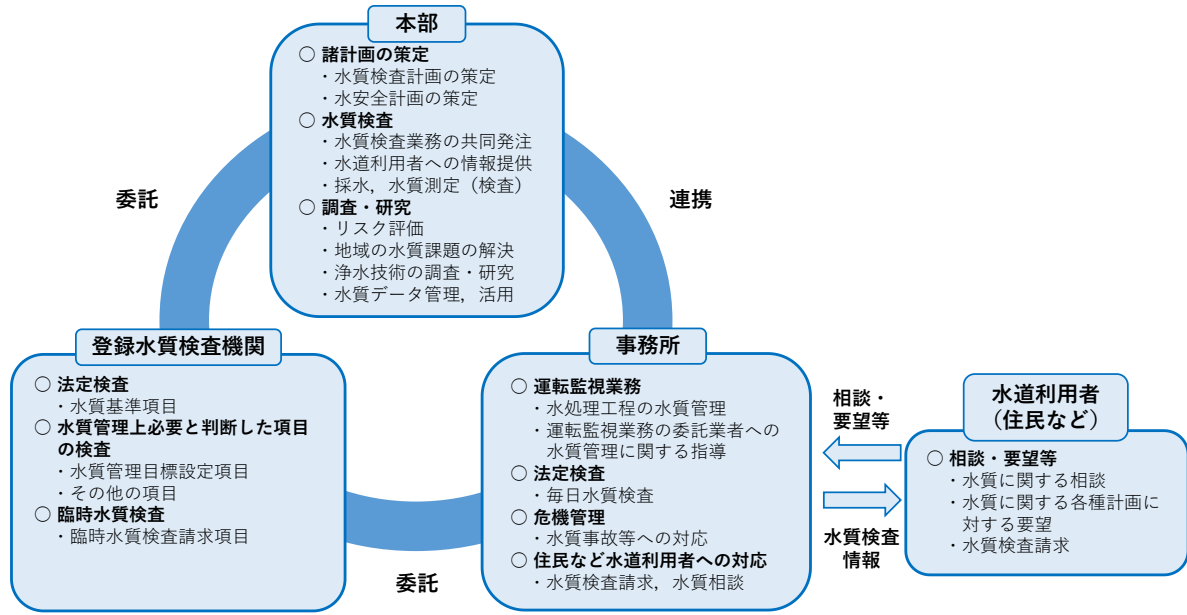 本部
○ 諸計画の策定
・水質検査計画の策定
・水安全計画の策定
○ 水質検査
・水質検査業務の共同発注
・水道利用者への情報提供
・採水，水質測定（検査）
○ 調査・研究
・リスク評価
・地域の水質課題の解決
・浄水技術の調査・研究
・水質データ管理，活用
委託
連携
登録水質検査機関
○ 法定検査
・水質基準項目
○ 水質管理上必要と判断した項目
の検査
・水質管理目標設定項目
・その他の項目
○ 臨時水質検査
・臨時水質検査請求項目
委託
事務所
○ 運転監視業務
・水処理工程の水質管理
・運転監視業務の委託業者への
水質管理に関する指導
○ 法定検査
・毎日水質検査
○ 危機管理
・水質事故等への対応
○ 住民など水道利用者への対応
・水質検査請求，水質相談
相談・
要望等
水質検査
情報
水道利用者
（住民など）
○ 相談・要望等
・水質に関する相談
・水質に関する各種計画に
対する要望
・水質検査請求